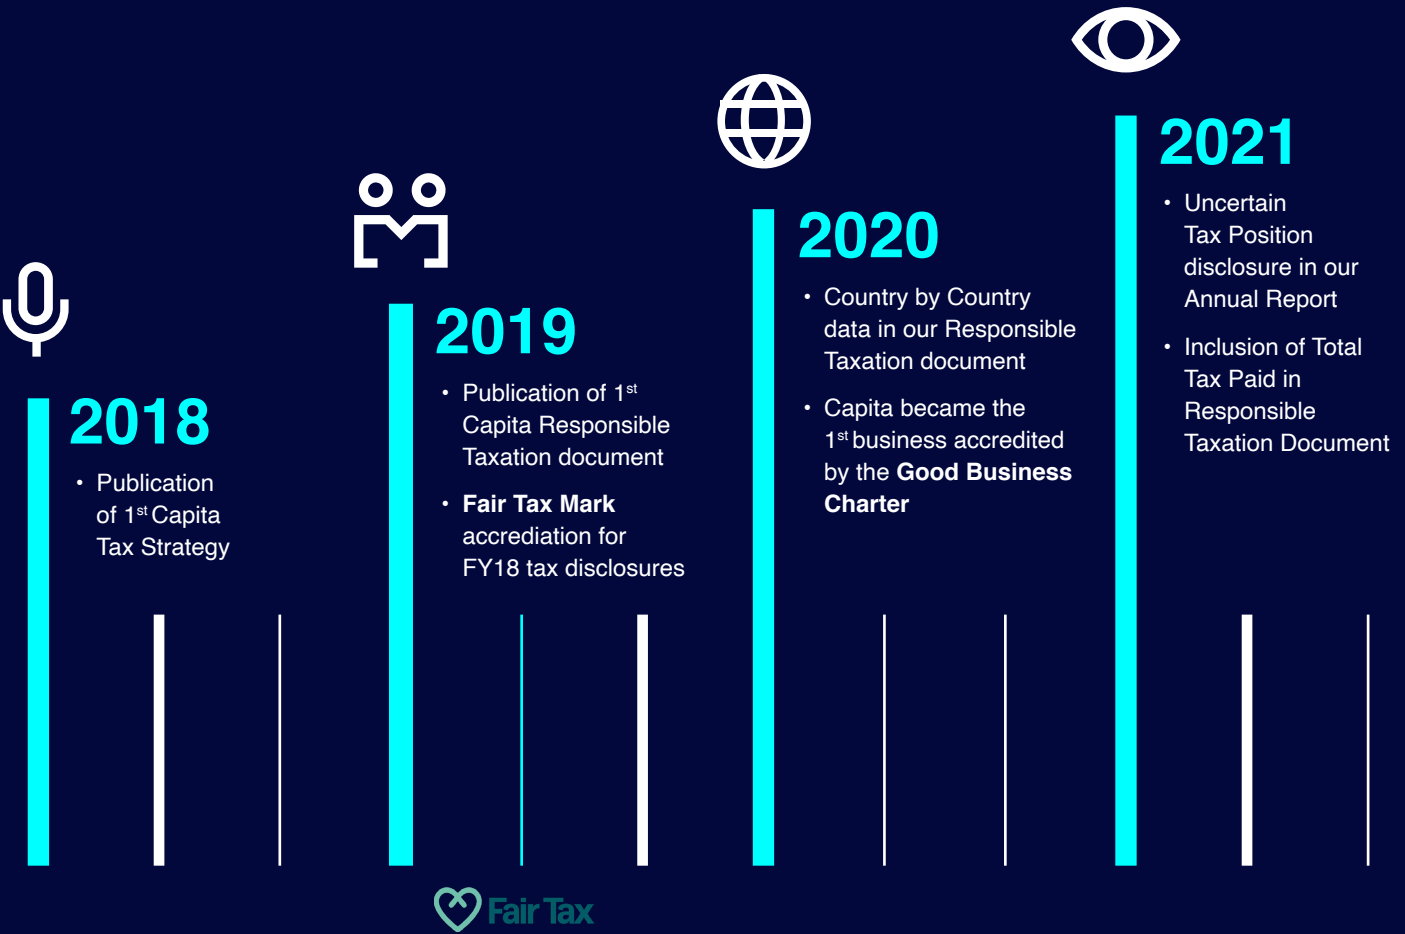 2018
• Publication
of 1st Capita
Tax Strategy
2019
• Publication of 1st
Capita Responsible
Taxation document
• Fair Tax Mark
accrediation for
FY18 tax disclosures
2020
• Country by Country
data in our Responsible
Taxation document
• Capita became the
1st business accredited
by the Good Business
Charter
2021
• Uncertain
Tax Position
disclosure in our
Annual Report
• Inclusion of Total
Tax Paid in
Responsible
Taxation Document
Fair Tax